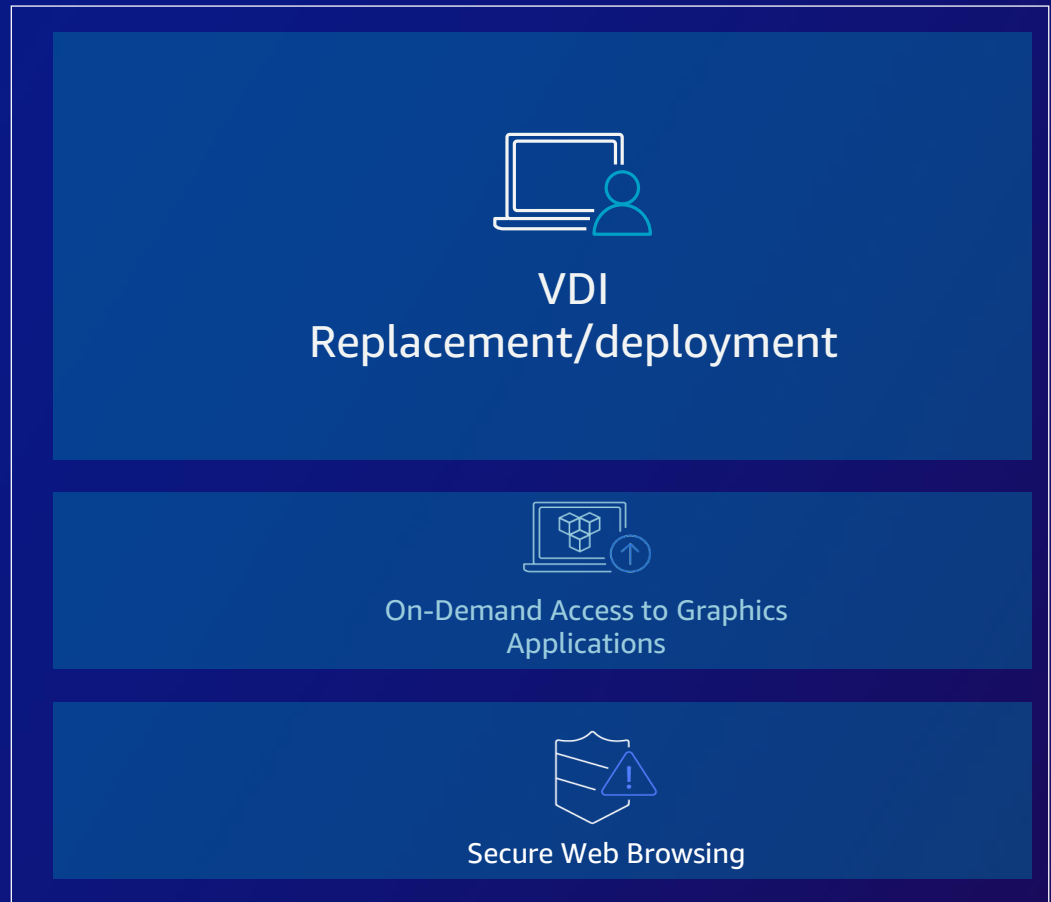 VDI
Replacement/deployment
On-Demand Access to Graphics
Applications
Secure Web Browsing